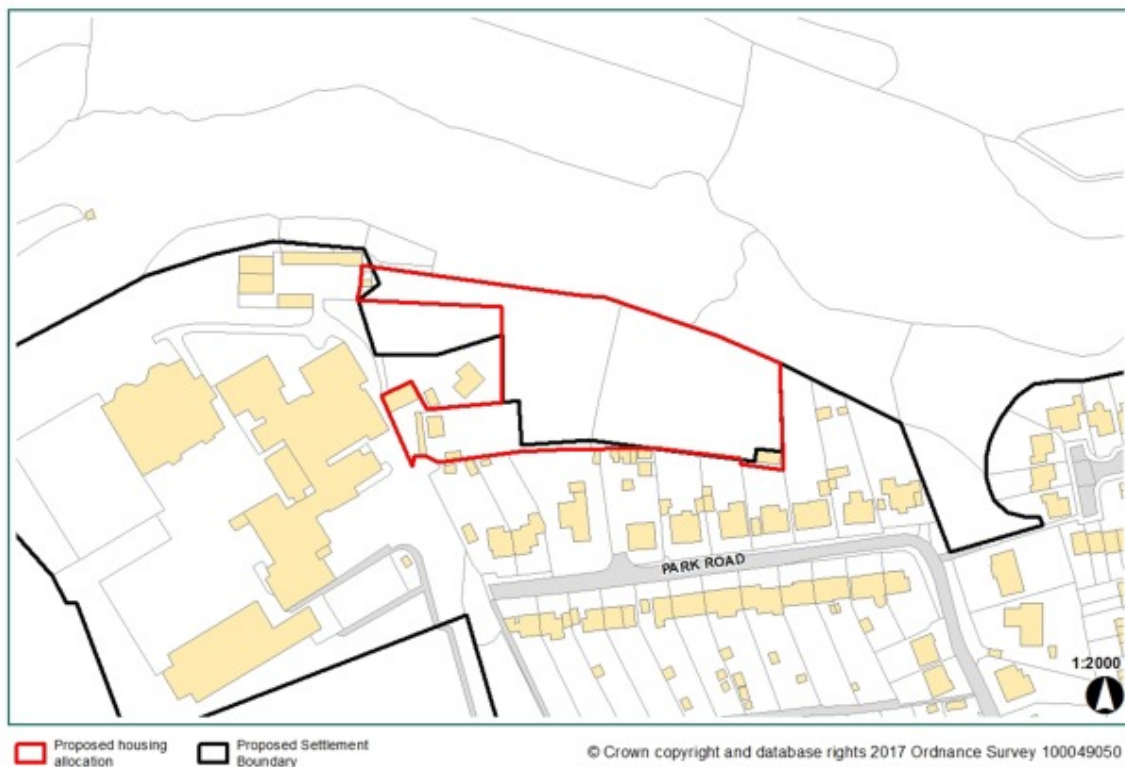 PARK ROAD
1:2000
Proposed housing
allocation
Proposed Settlement
Boundary
© Crown copyright and database rights 2017 Ordnance Survey 100049050